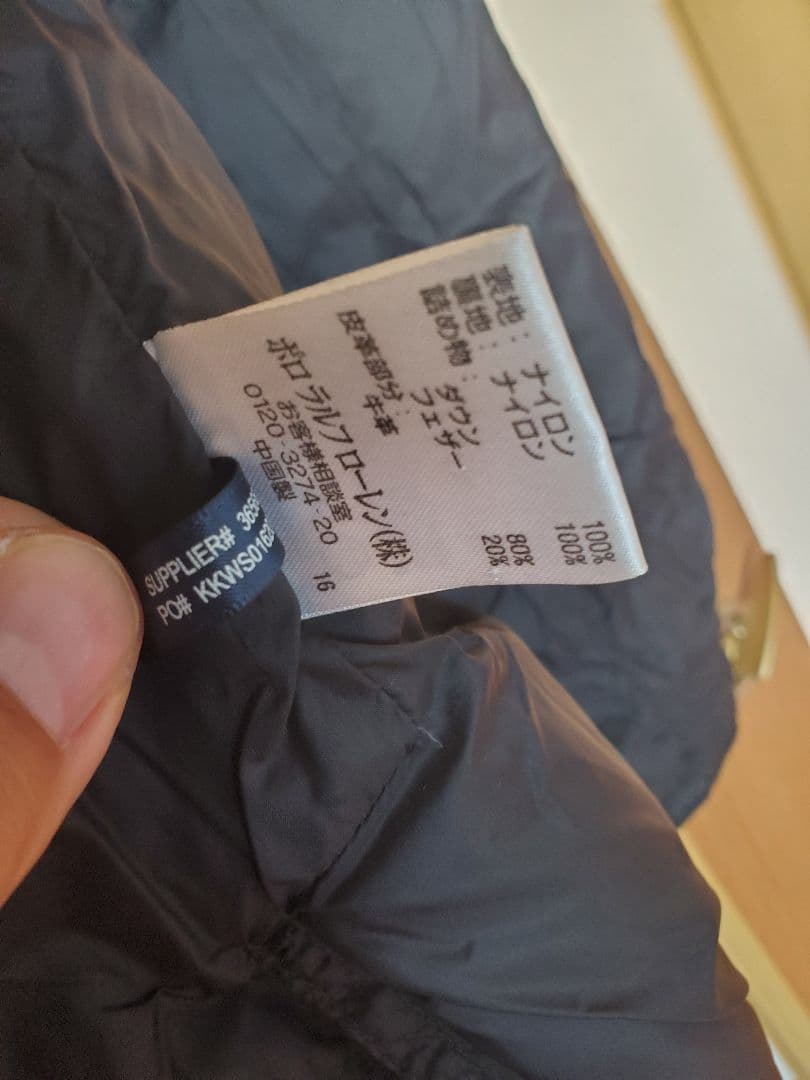 表地: ナイロン 100%
裏地: ナイロン 100%
詰め物: ダウン 80%
フェザー 20%
皮革部分: 牛革
ポロ ラルフ ローレン(株)
お客様相談室
0120-3274-20
中国製
16
SUPPLIER#
PO#